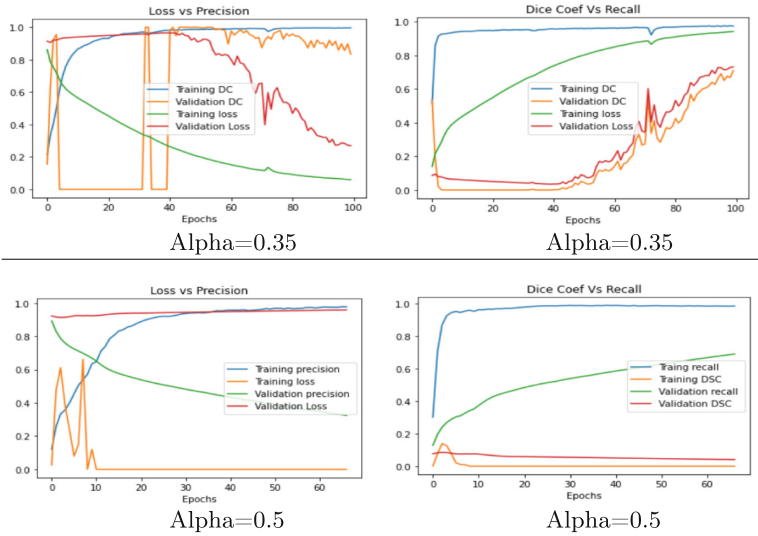 Loss vs Precision
1.0
0.8
0.6
0.4
0.2
0.0
Training DC
Validation DC
Training loss
Validation Loss
0 20 40 60 80 100
Epochs
Alpha=0.35
Dice Coef Vs Recall
1.0
0.8
0.6
0.4
0.2
0.0
Training DC
Validation DC
Training loss
Validation Loss
0 20 40 60 80 100
Epochs
Alpha=0.35
Loss vs Precision
1.0
0.8
0.6
0.4
0.2
0.0
Training precision
Training loss
Validation precision
Validation Loss
0 10 20 30 40 50 60
Epochs
Alpha=0.5
Dice Coef Vs Recall
1.0
0.8
0.6
0.4
0.2
0.0
Traing recall
Training DSC
Validation recall
Validation DSC
0 10 20 30 40 50 60
Epochs
Alpha=0.5